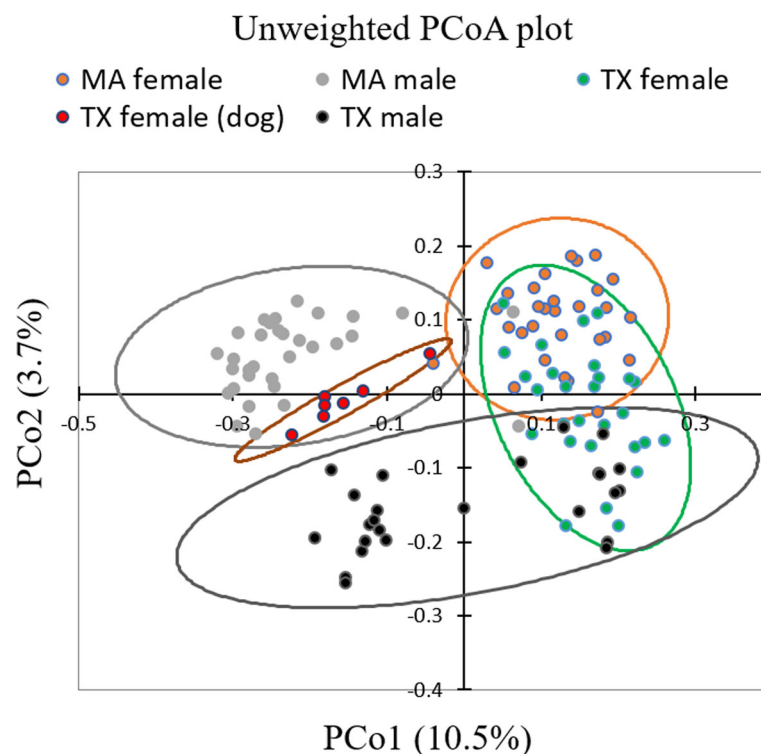 Unweighted PCoA plot
MA female MA male TX female
TX female (dog) TX male
0.3
0.2
0.1
0
-0.5 -0.3 -0.1 0.1 0.3
-0.1
-0.2
-0.3
-0.4
PCo2 (3.7%)
PCo1 (10.5%)